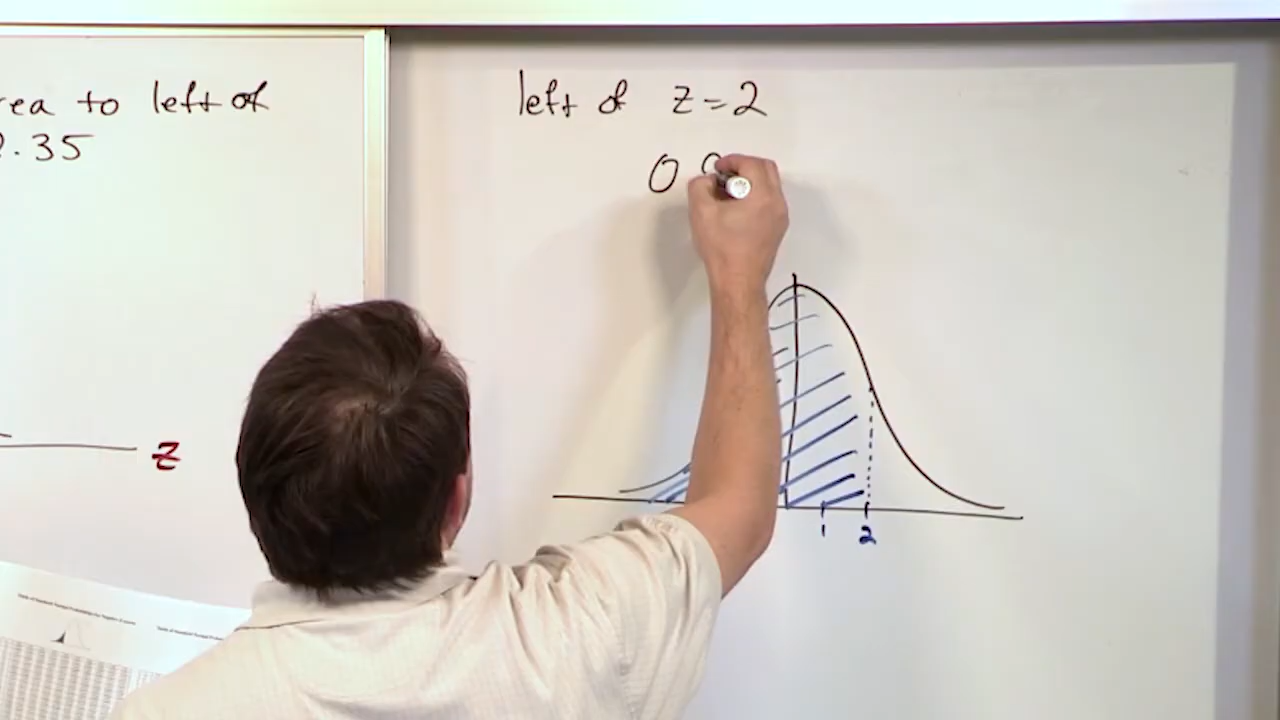 rea to left of
.35
z
left of z=2
0
1 2